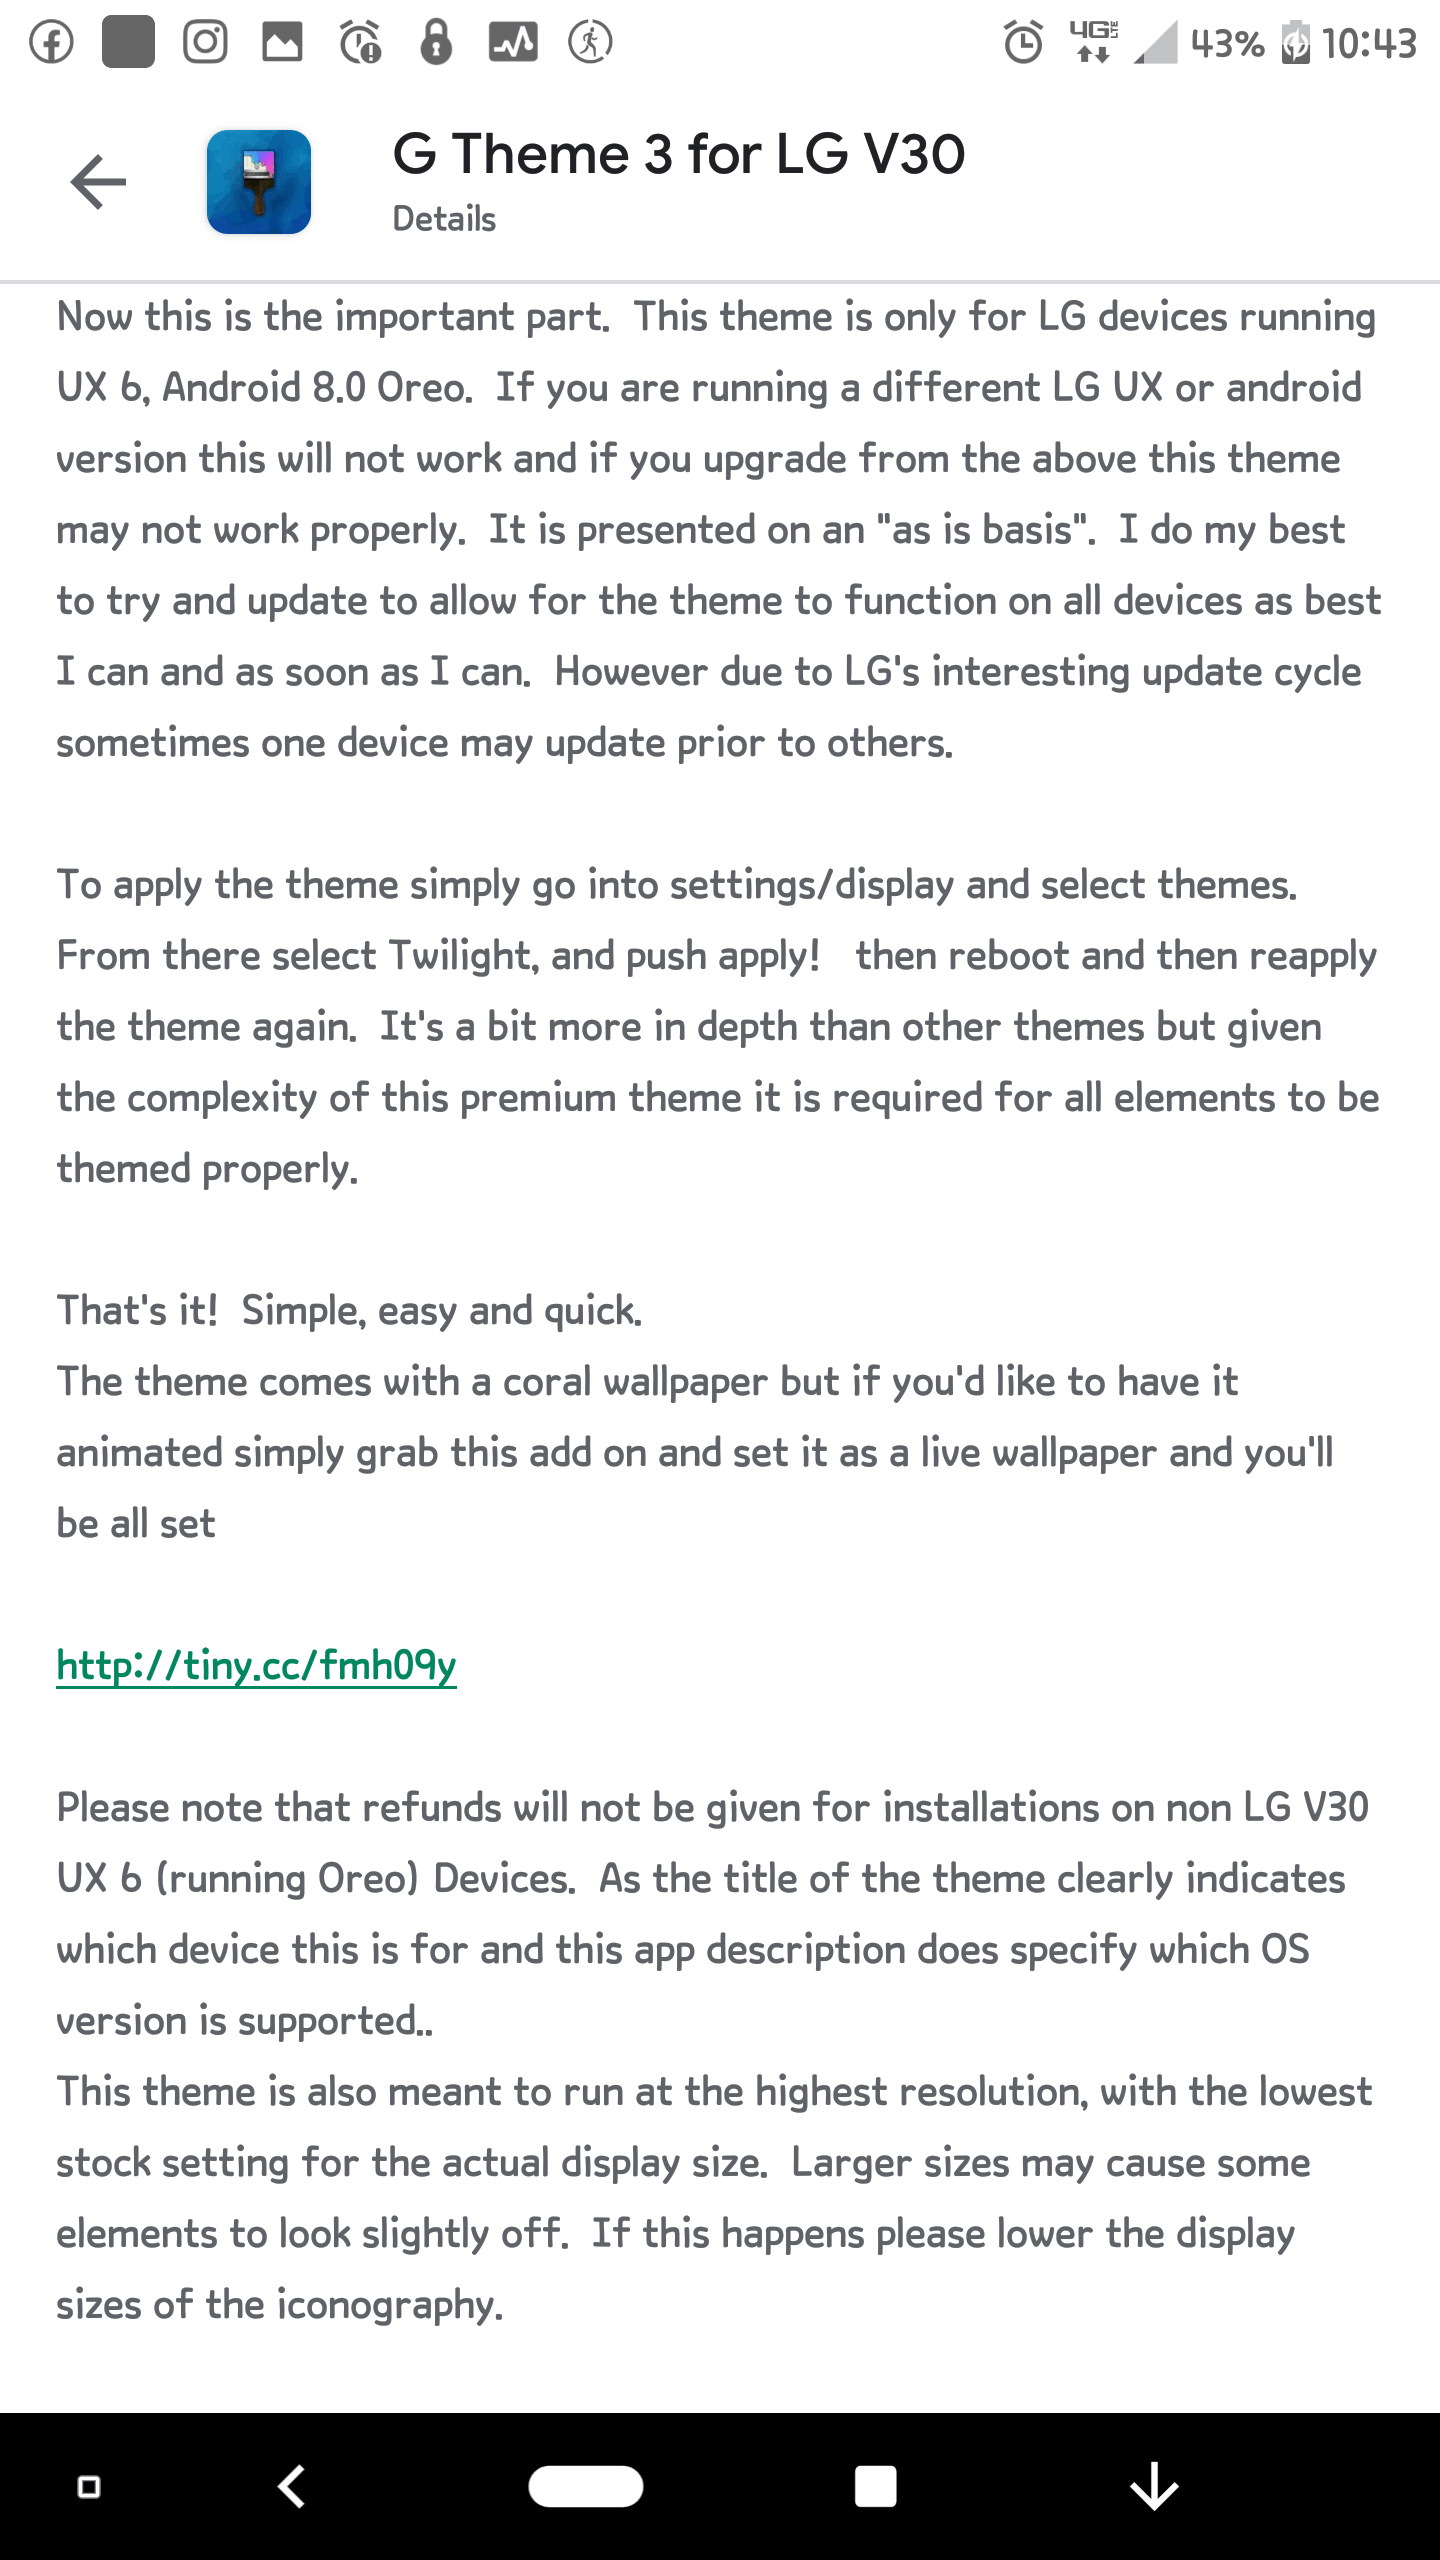 4G LTE 43% 10:43
G Theme 3 for LG V30
Details
Now this is the important part.  This theme is only for LG devices running
UX 6, Android 8.0 Oreo.  If you are running a different LG UX or android
version this will not work and if you upgrade from the above this theme
may not work properly.  It is presented on an "as is basis".  I do my best
to try and update to allow for the theme to function on all devices as best
I can and as soon as I can.  However due to LG's interesting update cycle
sometimes one device may update prior to others.
To apply the theme simply go into settings/display and select themes.
From there select Twilight, and push apply!   then reboot and then reapply
the theme again.  It's a bit more in depth than other themes but given
the complexity of this premium theme it is required for all elements to be
themed properly.
That's it!  Simple, easy and quick.
The theme comes with a coral wallpaper but if you'd like to have it
animated simply grab this add on and set it as a live wallpaper and you'll
be all set
http://tiny.cc/fmh09y
Please note that refunds will not be given for installations on non LG V30
UX 6 (running Oreo) Devices.  As the title of the theme clearly indicates
which device this is for and this app description does specify which OS
version is supported..
This theme is also meant to run at the highest resolution, with the lowest
stock setting for the actual display size.  Larger sizes may cause some
elements to look slightly off.  If this happens please lower the display
sizes of the iconography.